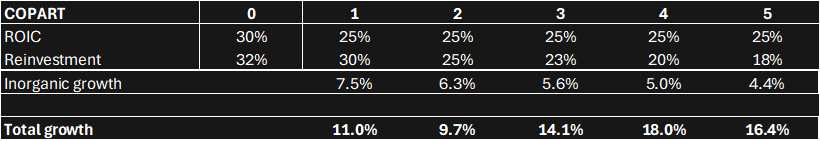 COPART 0 1 2 3 4 5
ROIC 30% 25% 25% 25% 25% 25%
Reinvestment 32% 30% 25% 23% 20% 18%
Inorganic growth 7.5% 6.3% 5.6% 5.0% 4.4%
Total growth 11.0% 9.7% 14.1% 18.0% 16.4%